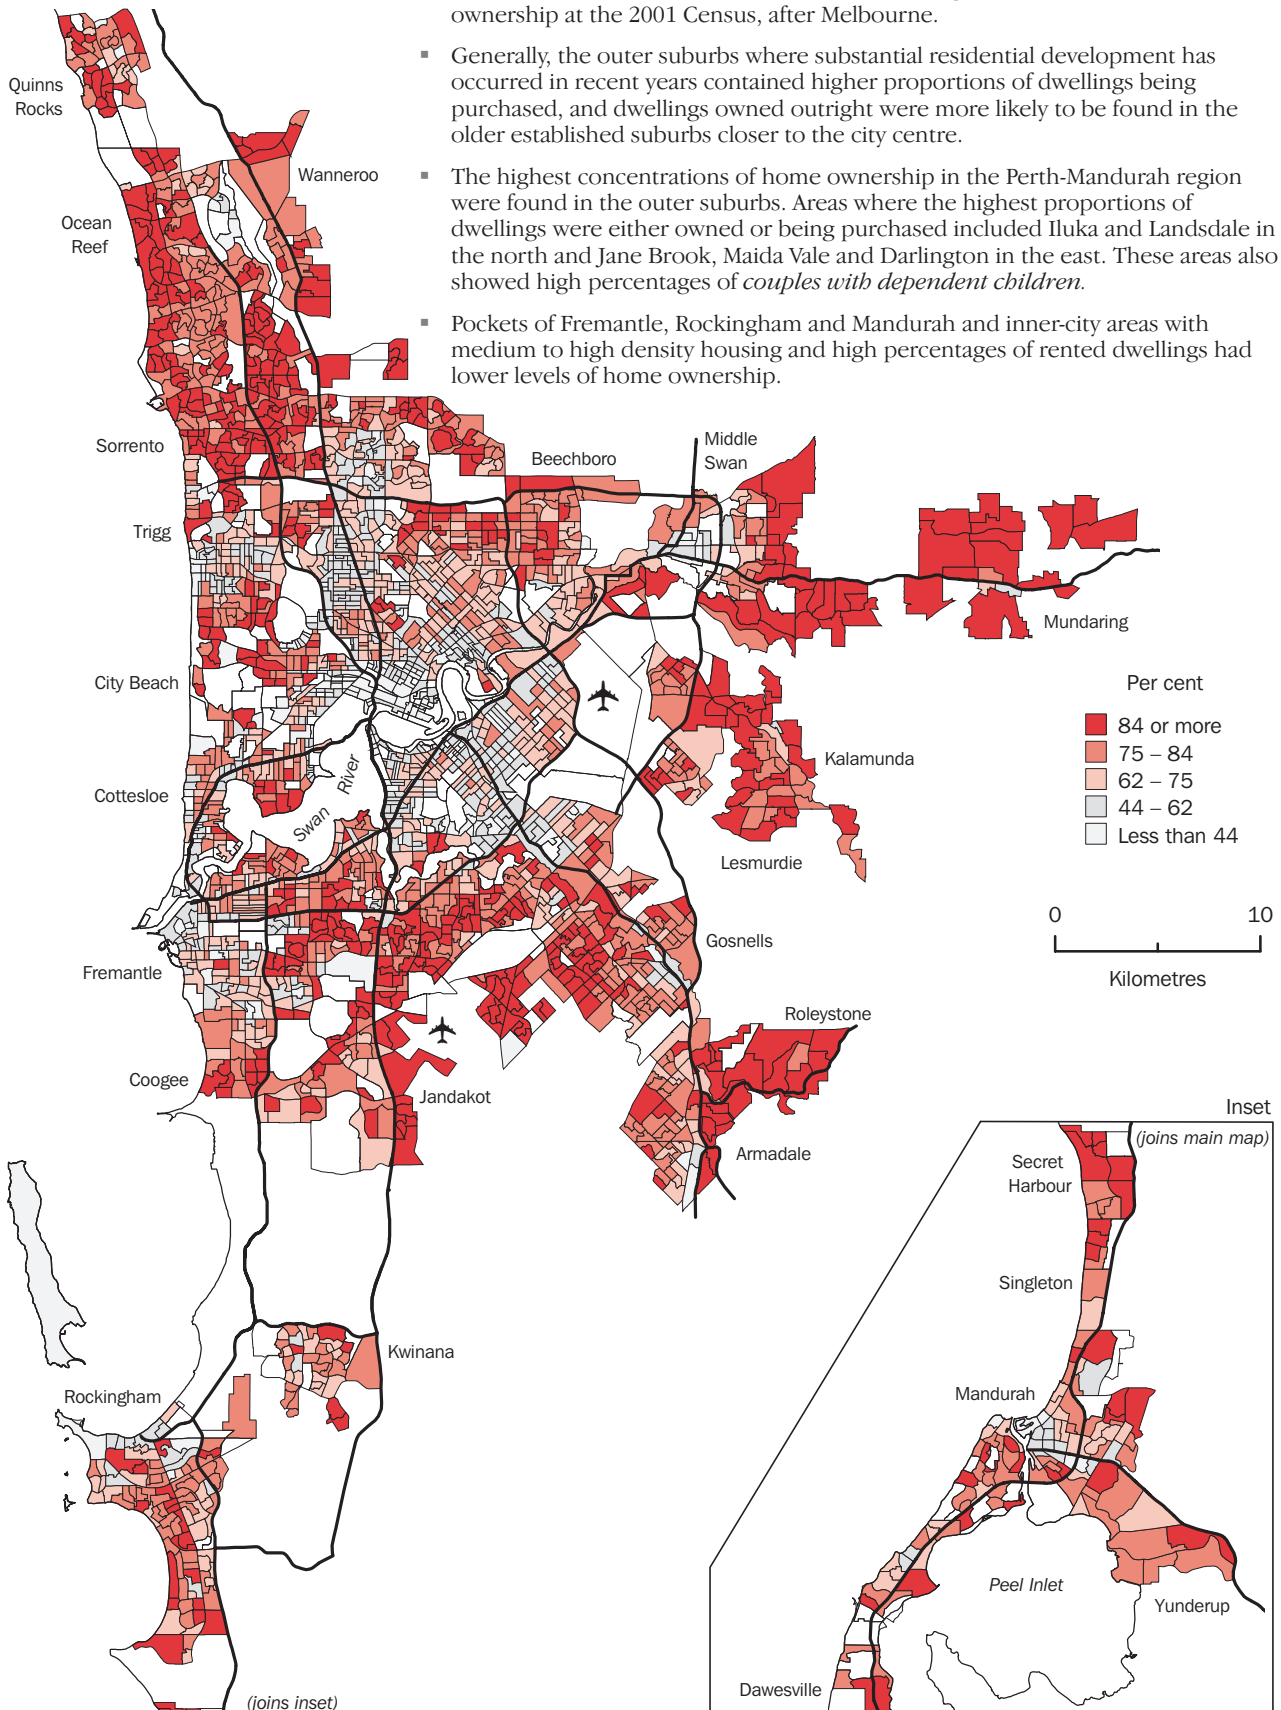 ownership at the 2001 Census, after Melbourne.
▪ Generally, the outer suburbs where substantial residential development has
occurred in recent years contained higher proportions of dwellings being
purchased, and dwellings owned outright were more likely to be found in the
older established suburbs closer to the city centre.
▪ The highest concentrations of home ownership in the Perth-Mandurah region
were found in the outer suburbs. Areas where the highest proportions of
dwellings were either owned or being purchased included Iluka and Landsdale in
the north and Jane Brook, Maida Vale and Darlington in the east. These areas also
showed high percentages of couples with dependent children.
▪ Pockets of Fremantle, Rockingham and Mandurah and inner-city areas with
medium to high density housing and high percentages of rented dwellings had
lower levels of home ownership.
Quinns
Rocks
Wanneroo
Ocean
Reef
Sorrento
Beechboro
Middle
Swan
Trigg
Mundaring
City Beach
Per cent
84 or more
75 – 84
62 – 75
44 – 62
Less than 44
Kalamunda
Cottesloe
Swan River
Lesmurdie
0 10
Kilometres
Gosnells
Fremantle
Roleystone
Coogee
Jandakot
Armadale
Inset
(joins main map)
Secret
Harbour
Singleton
Kwinana
Rockingham
Mandurah
Peel Inlet
Yunderup
Dawesville
(joins inset)